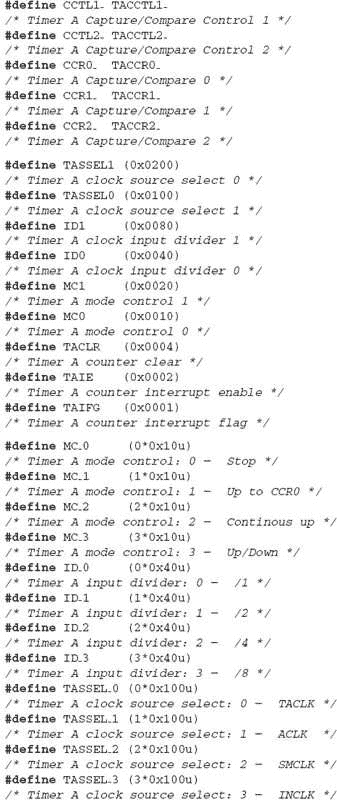 #define CCTL1_ TACCTL1_
/* Timer A Capture/Compare Control 1 */
#define CCTL2_ TACCTL2_
/* Timer A Capture/Compare Control 2 */
#define CCR0_ TACCR0_
/* Timer A Capture/Compare 0 */
#define CCR1_ TACCR1_
/* Timer A Capture/Compare 1 */
#define CCR2_ TACCR2_
/* Timer A Capture/Compare 2 */
#define TASSEL1 (0x0200)
/* Timer A clock source select 0 */
#define TASSEL0 (0x0100)
/* Timer A clock source select 1 */
#define ID1 (0x0080)
/* Timer A clock input divider 1 */
#define ID0 (0x0040)
/* Timer A clock input divider 0 */
#define MC1 (0x0020)
/* Timer A mode control 1 */
#define MC0 (0x0010)
/* Timer A mode control 0 */
#define TACLR (0x0004)
/* Timer A counter clear */
#define TAIE (0x0002)
/* Timer A counter interrupt enable */
#define TAIFG (0x0001)
/* Timer A counter interrupt flag */
#define MC_0 (0*0x10u)
/* Timer A mode control: 0 - Stop */
#define MC_1 (1*0x10u)
/* Timer A mode control: 1 - Up to CCR0 */
#define MC_2 (2*0x10u)
/* Timer A mode control: 2 - Continous up */
#define MC_3 (3*0x10u)
/* Timer A mode control: 3 - Up/Down */
#define ID_0 (0*0x40u)
/* Timer A input divider: 0 - /1 */
#define ID_1 (1*0x40u)
/* Timer A input divider: 1 - /2 */
#define ID_2 (2*0x40u)
/* Timer A input divider: 2 - /4 */
#define ID_3 (3*0x40u)
/* Timer A input divider: 3 - /8 */
#define TASSEL_0 (0*0x100u)
/* Timer A clock source select: 0 - TACLK */
#define TASSEL_1 (1*0x100u)
/* Timer A clock source select: 1 - ACLK */
#define TASSEL_2 (2*0x100u)
/* Timer A clock source select: 2 - SMCLK */
#define TASSEL_3 (3*0x100u)
/* Timer A clock source select: 3 - INCLK */